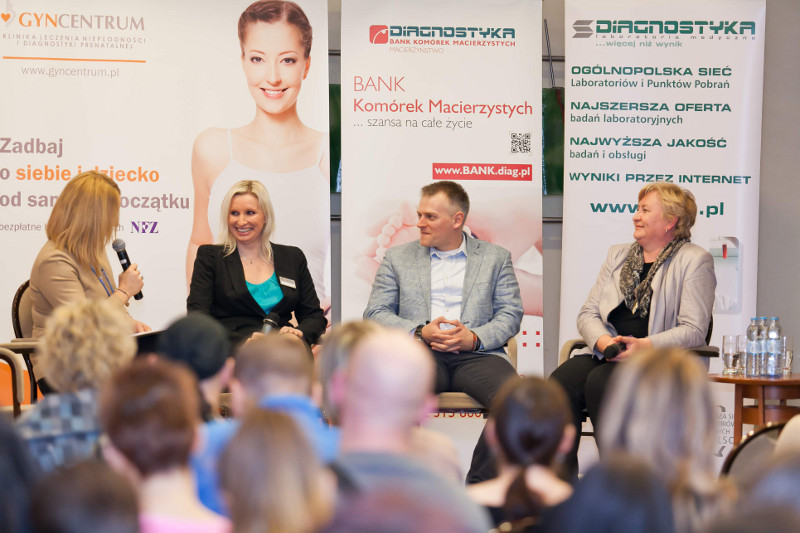 GYNCENTRUM
KLINIKA LECZENIA NIEPŁODNOŚCI
I DIAGNOSTYKI PRENATALNEJ
www.gyncentrum.pl
Zadbaj
o siebie i dziecko
od sam początku
bezpłatne
NFZ
DIAGNOSTYKA
BANK KOMÓREK MACIERZYSTYCH
MACIERZYŃSTWO
BANK
Komórek Macierzystych
... szansa na całe życie
www.BANK.diag.pl
DIAGNOSTYKA
laboratoria medyczne
...więcej niż wynik
OGÓLNOPOLSKA SIEĆ
Laboratoriów i Punktów Pobrań
NAJSZERSZA OFERTA
badań laboratoryjnych
NAJWYŻSZA JAKOŚĆ
badań i obsługi
WYNIKI PRZEZ INTERNET
www. .pl